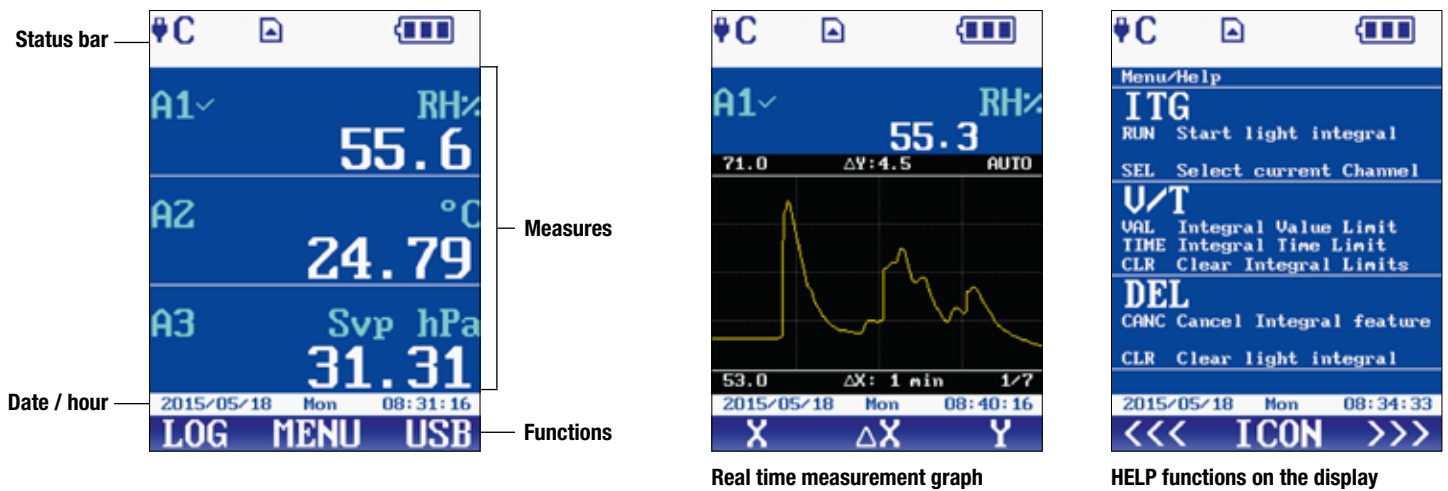 Status bar
C
A1✓ RH%
55.6
A2 °C
24.79
A3 Svp hPa
31.31
Measures
Date / hour
2015/05/18 Mon 08:31:16
LOG MENU USB
Functions
C
A1✓ RH%
55.3
71.0 ΔY:4.5 AUTO
53.0 ΔX: 1 min 1/7
2015/05/18 Mon 08:40:16
X ΔX Y
Real time measurement graph
C
Menu/Help
ITG
RUN Start light integral
SEL Select current Channel
V/T
VAL Integral Value Limit
TIME Integral Time Limit
CLR Clear Integral Limits
DEL
CANC Cancel Integral feature
CLR Clear light integral
2015/05/18 Mon 08:34:33
<<< ICON >>>
HELP functions on the display